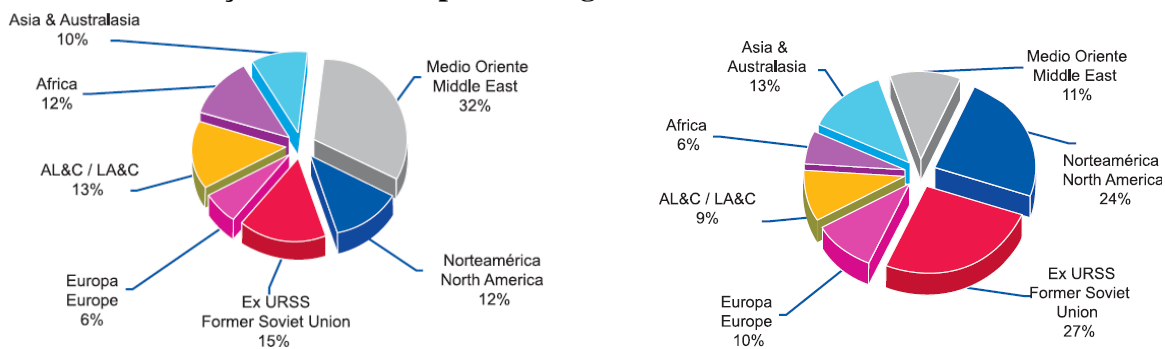 Asia & Australasia
10%
Medio Oriente
Middle East
32%
Africa
12%
AL&C / LA&C
13%
Norteamérica
North America
12%
Europa
Europe
6%
Ex URSS
Former Soviet Union
15%
Asia &
Australasia
13%
Medio Oriente
Middle East
11%
Africa
6%
Norteamérica
North America
24%
AL&C / LA&C
9%
Europa
Europe
10%
Ex URSS
Former Soviet
Union
27%